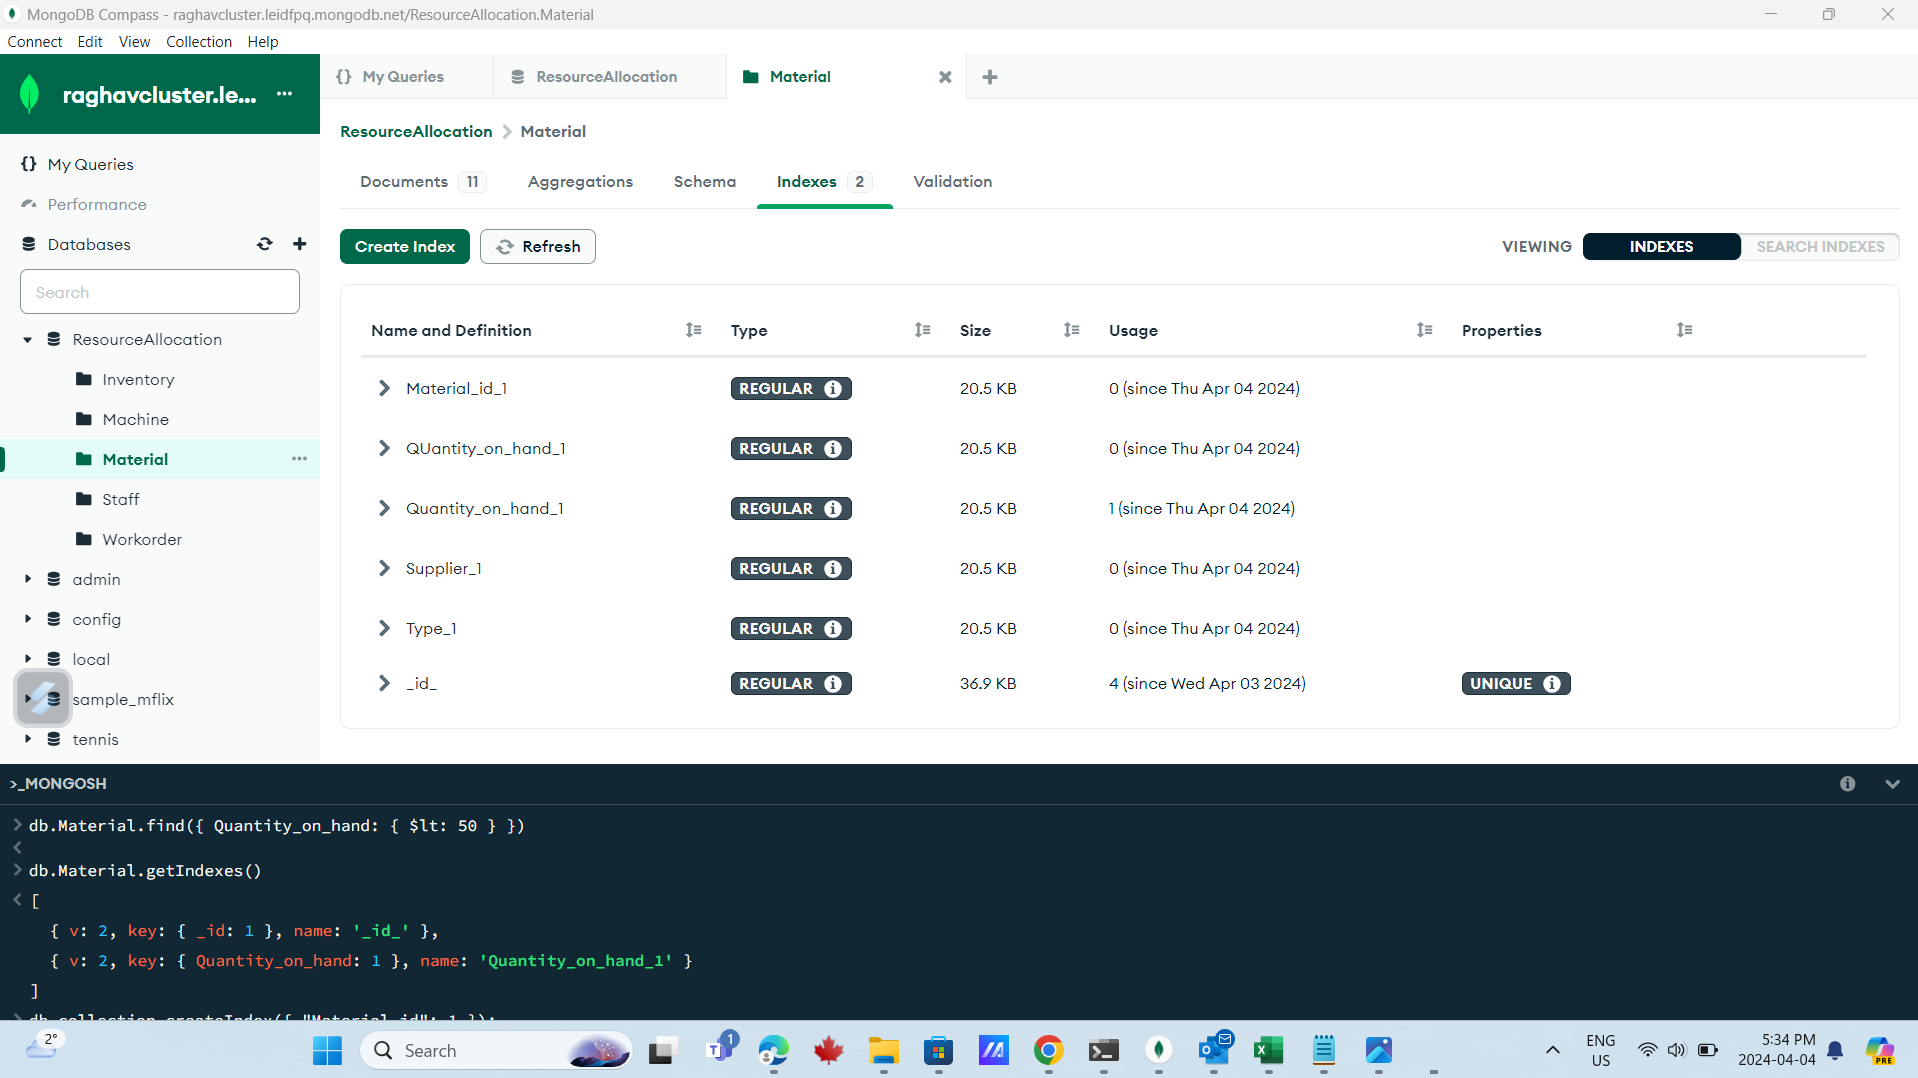 MongoDB Compass - raghavcluster.leidfpq.mongodb.net/ResourceAllocation.Material
Connect Edit View Collection Help
raghavcluster.le... ...
{} My Queries
ResourceAllocation
Material
ResourceAllocation > Material
My Queries
Performance
Databases
Search
ResourceAllocation
Inventory
Machine
Material
Staff
Workorder
admin
config
local
sample_mflix
tennis
Documents 11 Aggregations Schema Indexes 2 Validation
Create Index Refresh VIEWING INDEXES SEARCH INDEXES
Name and Definition Type Size Usage Properties
Material_id_1 REGULAR 20.5 KB 0 (since Thu Apr 04 2024)
QUantity_on_hand_1 REGULAR 20.5 KB 0 (since Thu Apr 04 2024)
Quantity_on_hand_1 REGULAR 20.5 KB 1 (since Thu Apr 04 2024)
Supplier_1 REGULAR 20.5 KB 0 (since Thu Apr 04 2024)
Type_1 REGULAR 20.5 KB 0 (since Thu Apr 04 2024)
_id_ REGULAR 36.9 KB 4 (since Wed Apr 03 2024) UNIQUE
>_MONGOSH
> db.Material.find({ Quantity_on_hand: { $lt: 50 } })
<
> db.Material.getIndexes()
< [
{ v: 2, key: { _id: 1 }, name: '_id_' },
{ v: 2, key: { Quantity_on_hand: 1 }, name: 'Quantity_on_hand_1' }
]
> db.collection.createIndex({ "Material_id": 1 });
2°
Search
1
PRE
ENG
US
5:34 PM
2024-04-04